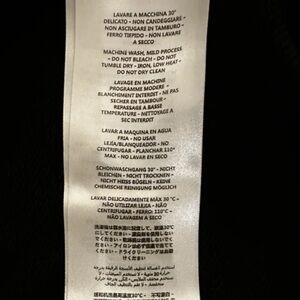 LAVARE A MACCHINA 30°
DELICATO - NON CANDEGGIARE -
NON ASCIUGARE IN TAMBURO -
FERRO TIEPIDO - NON LAVARE
A SECCO
MACHINE WASH, MILD PROCESS
- DO NOT BLEACH - DO NOT
TUMBLE DRY - IRON, LOW HEAT -
DO NOT DRY CLEAN
LAVAGE EN MACHINE
PROGRAMME MODERE -
BLANCHIMENT INTERDIT - NE PAS
SECHER EN TAMBOUR -
REPASSAGE A BASSE
TEMPERATURE - NETTOYAGE A
SEC INTERDIT
LAVAR A MAQUINA EN AGUA
FRIA - NO USAR
LEJIA/BLANQUEADOR - NO
CENTRIFUGAR - PLANCHAR 110°
MAX - NO LAVAR EN SECO
SCHONWASCHGANG 30° - NICHT
BLEICHEN - NICHT TROCKNEN -
NICHT HEISS BÜGELN - KEINE
CHEMISCHE REINIGUNG MÖGLICH
LAVAR DELICADAMENTE MÁX 30°C -
NÃO UTILIZAR LIXIA - NÃO
CENTRIFUGAR - FERRO: 110°C -
NÃO LAVAGEM A SECO